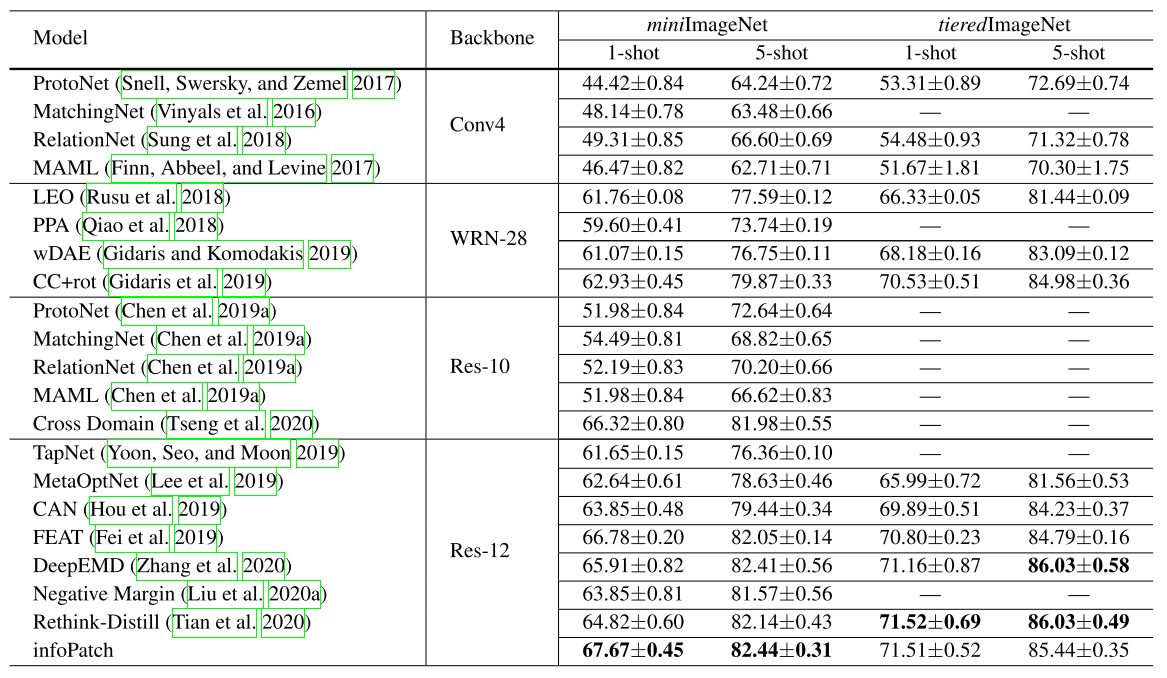 Model Backbone miniImageNet tieredImageNet
1-shot 5-shot 1-shot 5-shot
ProtoNet (Snell, Swersky, and Zemel 2017) 44.42±0.84 64.24±0.72 53.31±0.89 72.69±0.74
MatchingNet (Vinyals et al. 2016) 48.14±0.78 63.48±0.66 — —
Conv4
RelationNet (Sung et al. 2018) 49.31±0.85 66.60±0.69 54.48±0.93 71.32±0.78
MAML (Finn, Abbeel, and Levine 2017) 46.47±0.82 62.71±0.71 51.67±1.81 70.30±1.75
LEO (Rusu et al. 2018) 61.76±0.08 77.59±0.12 66.33±0.05 81.44±0.09
PPA (Qiao et al. 2018) 59.60±0.41 73.74±0.19 — —
WRN-28
wDAE (Gidaris and Komodakis 2019) 61.07±0.15 76.75±0.11 68.18±0.16 83.09±0.12
CC+rot (Gidaris et al. 2019) 62.93±0.45 79.87±0.33 70.53±0.51 84.98±0.36
ProtoNet (Chen et al. 2019a) 51.98±0.84 72.64±0.64 — —
MatchingNet (Chen et al. 2019a) 54.49±0.81 68.82±0.65 — —
RelationNet (Chen et al. 2019a) Res-10 52.19±0.83 70.20±0.66 — —
MAML (Chen et al. 2019a) 51.98±0.84 66.62±0.83 — —
Cross Domain (Tseng et al. 2020) 66.32±0.80 81.98±0.55 — —
TapNet (Yoon, Seo, and Moon 2019) 61.65±0.15 76.36±0.10 — —
MetaOptNet (Lee et al. 2019) 62.64±0.61 78.63±0.46 65.99±0.72 81.56±0.53
CAN (Hou et al. 2019) 63.85±0.48 79.44±0.34 69.89±0.51 84.23±0.37
FEAT (Fei et al. 2019) 66.78±0.20 82.05±0.14 70.80±0.23 84.79±0.16
Res-12
DeepEMD (Zhang et al. 2020) 65.91±0.82 82.41±0.56 71.16±0.87 86.03±0.58
Negative Margin (Liu et al. 2020a) 63.85±0.81 81.57±0.56 — —
Rethink-Distill (Tian et al. 2020) 64.82±0.60 82.14±0.43 71.52±0.69 86.03±0.49
infoPatch 67.67±0.45 82.44±0.31 71.51±0.52 85.44±0.35